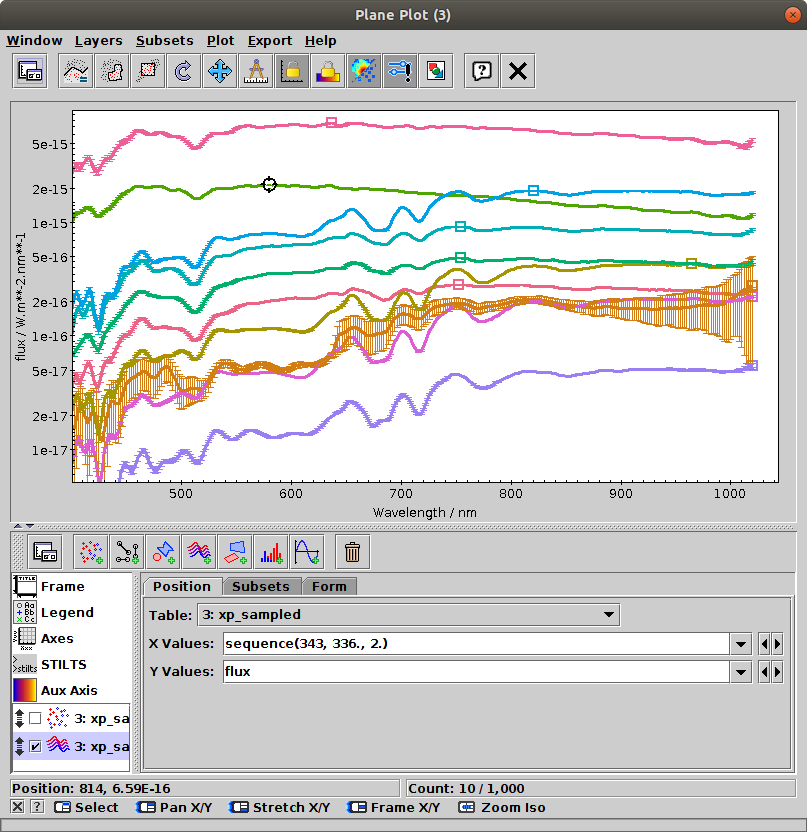 Plane Plot (3)
Window Layers Subsets Plot Export Help
5e-15
2e-15
1e-15
5e-16
2e-16
1e-16
5e-17
2e-17
1e-17
flux / W.m**-2.nm**-1
500 600 700 800 900 1000
Wavelength / nm
Frame
Legend
Axes
STILTS
Aux Axis
3: xp_sa
3: xp_sa
Position Subsets Form
Table: 3: xp_sampled
X Values: sequence(343, 336., 2.)
Y Values: flux
Position: 814, 6.59E-16 Count: 10 / 1,000
Select Pan X/Y Stretch X/Y Frame X/Y Zoom Iso